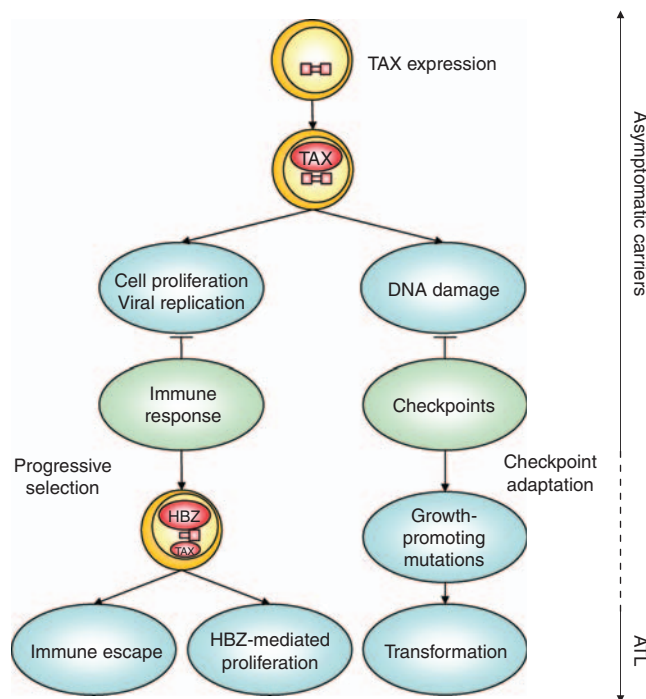 TAX expression
TAX
Cell proliferation
Viral replication
DNA damage
Immune
response
Checkpoints
Progressive
selection
Checkpoint
adaptation
HBZ
TAX
Growth-
promoting
mutations
Immune escape
HBZ-mediated
proliferation
Transformation
Asymptomatic carriers
ATL